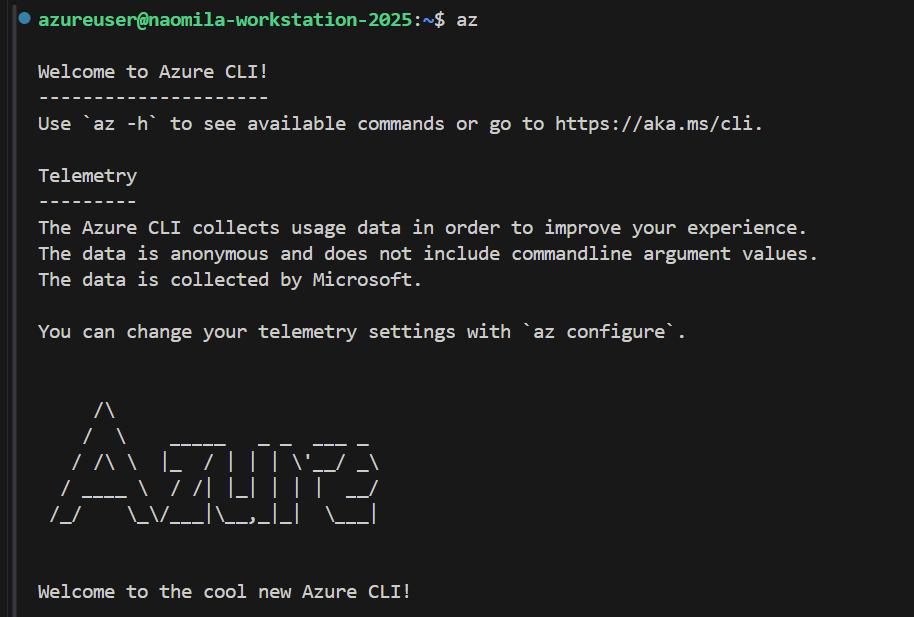 azureuser@naomila-workstation-2025:~$ az
Welcome to Azure CLI!
---------------------
Use `az -h` to see available commands or go to https://aka.ms/cli.
Telemetry
---------
The Azure CLI collects usage data in order to improve your experience.
The data is anonymous and does not include commandline argument values.
The data is collected by Microsoft.
You can change your telemetry settings with `az configure`.
     /\
    /  \    _____   _ _  ___ _
   / /\ \  |_  / | | | \'__/ _\
  / ____ \  / /| |_| | | |  __/
 /_/    \_\/___|\__,_|_|  \___|
Welcome to the cool new Azure CLI!